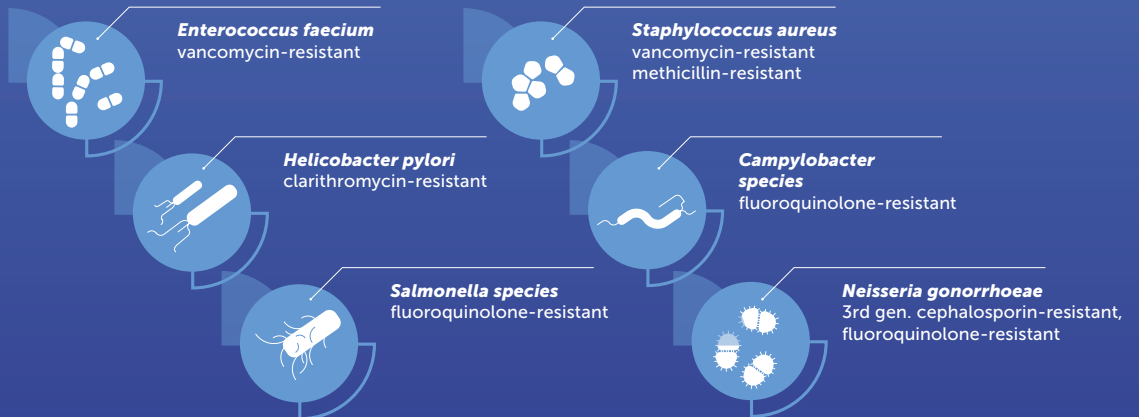 Enterococcus faecium
vancomycin-resistant
Staphylococcus aureus
vancomycin-resistant
methicillin-resistant
Helicobacter pylori
clarithromycin-resistant
Campylobacter
species
fluoroquinolone-resistant
Salmonella species
fluoroquinolone-resistant
Neisseria gonorrhoeae
3rd gen. cephalosporin-resistant,
fluoroquinolone-resistant